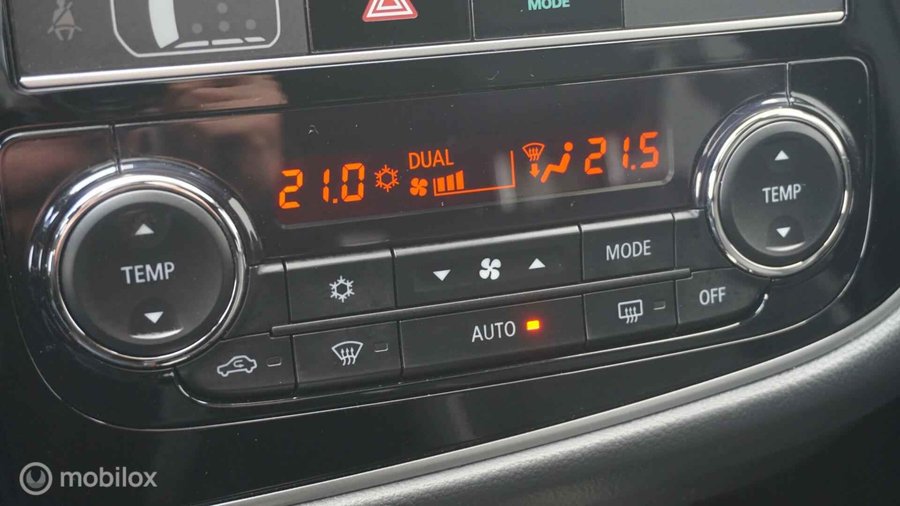 MODE
DUAL
21.0
21.5
TEMP
MODE
TEMP
AUTO
OFF
mobilox